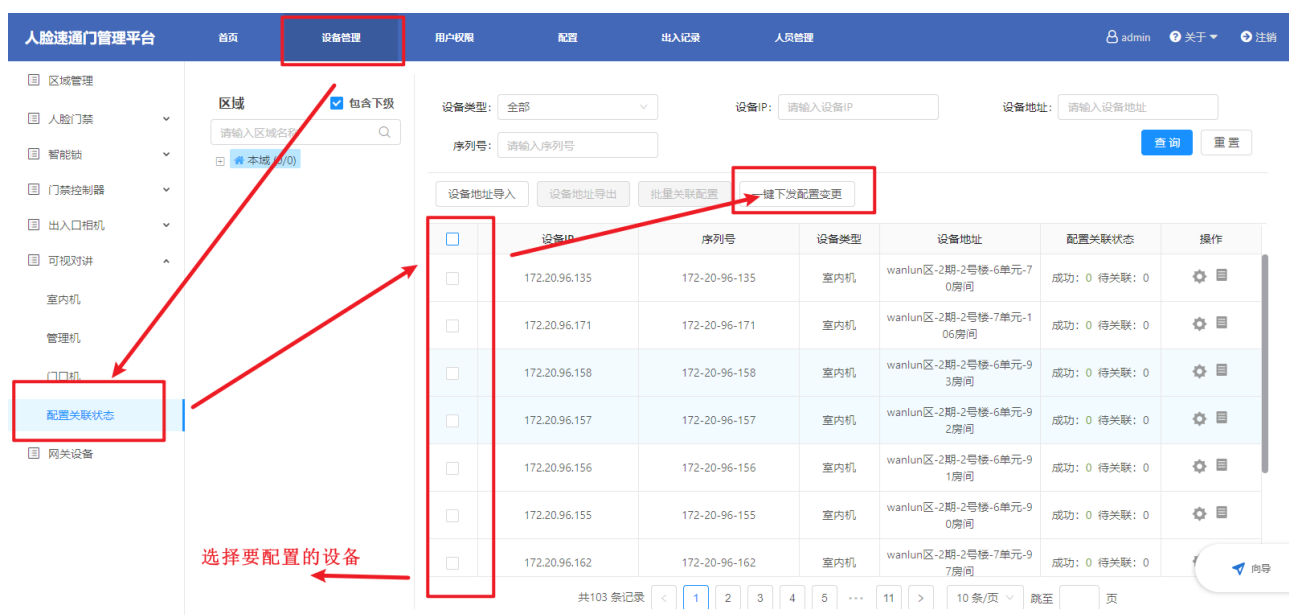 人脸速通门管理平台 首页 设备管理 用户权限 配置 出入记录 人员管理 admin 关于 注销
区域管理
人脸门禁
智能锁
门禁控制器
出入口相机
可视对讲
室内机
管理机
门口机
配置关联状态
网关设备
区域 包含下级
请输入区域名称
本域 (0/0)
设备类型: 全部 设备IP: 请输入设备IP 设备地址: 请输入设备地址
序列号: 请输入序列号 查询 重置
设备地址导入 设备地址导出 批量关联配置 一键下发配置变更
设备IP 序列号 设备类型 设备地址 配置关联状态 操作
172.20.96.135 172-20-96-135 室内机 wanlun区-2期-2号楼-6单元-7 成功: 0 待关联: 0
0房间
172.20.96.171 172-20-96-171 室内机 wanlun区-2期-2号楼-7单元-1 成功: 0 待关联: 0
06房间
172.20.96.158 172-20-96-158 室内机 wanlun区-2期-2号楼-6单元-9 成功: 0 待关联: 0
3房间
172.20.96.157 172-20-96-157 室内机 wanlun区-2期-2号楼-6单元-9 成功: 0 待关联: 0
2房间
172.20.96.156 172-20-96-156 室内机 wanlun区-2期-2号楼-6单元-9 成功: 0 待关联: 0
1房间
172.20.96.155 172-20-96-155 室内机 wanlun区-2期-2号楼-6单元-9 成功: 0 待关联: 0
0房间
172.20.96.162 172-20-96-162 室内机 wanlun区-2期-2号楼-7单元-9 成功: 0 待关联: 0
7房间
选择要配置的设备
向导
共103 条记录 < 1 2 3 4 5 ••• 11 > 10 条/页 跳至 页